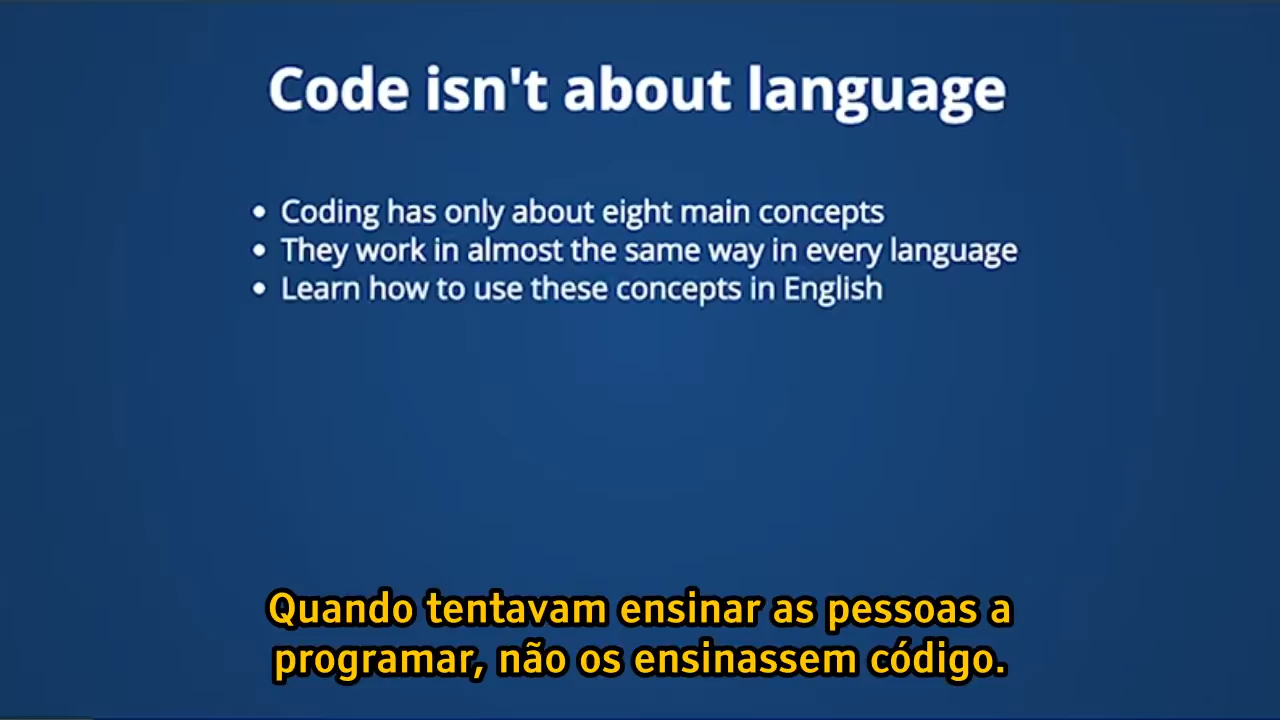 Code isn't about language
• Coding has only about eight main concepts
• They work in almost the same way in every language
• Learn how to use these concepts in English
Quando tentavam ensinar as pessoas a
programar, não os ensinassem código.